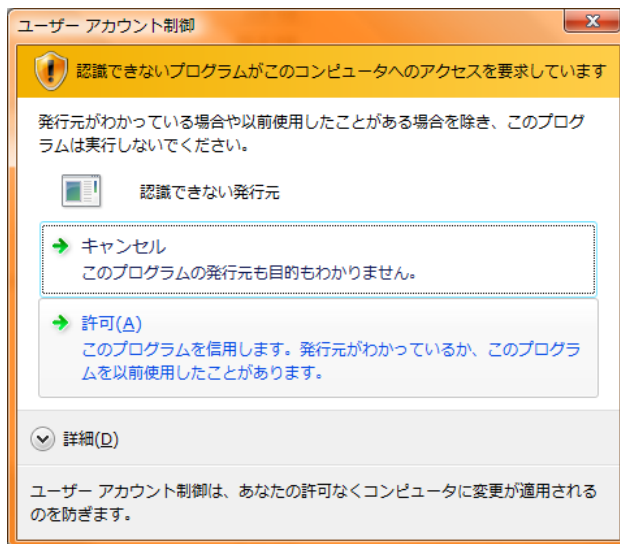 ユーザー アカウント制御
認識できないプログラムがこのコンピュータへのアクセスを要求しています
発行元がわかっている場合や以前使用したことがある場合を除き、このプログ
ラムは実行しないでください。
認識できない発行元
キャンセル
このプログラムの発行元も目的もわかりません。
許可(A)
このプログラムを信用します。発行元がわかっているか、このプログラ
ムを以前使用したことがあります。
詳細(D)
ユーザー アカウント制御は、あなたの許可なくコンピュータに変更が適用される
のを防ぎます。